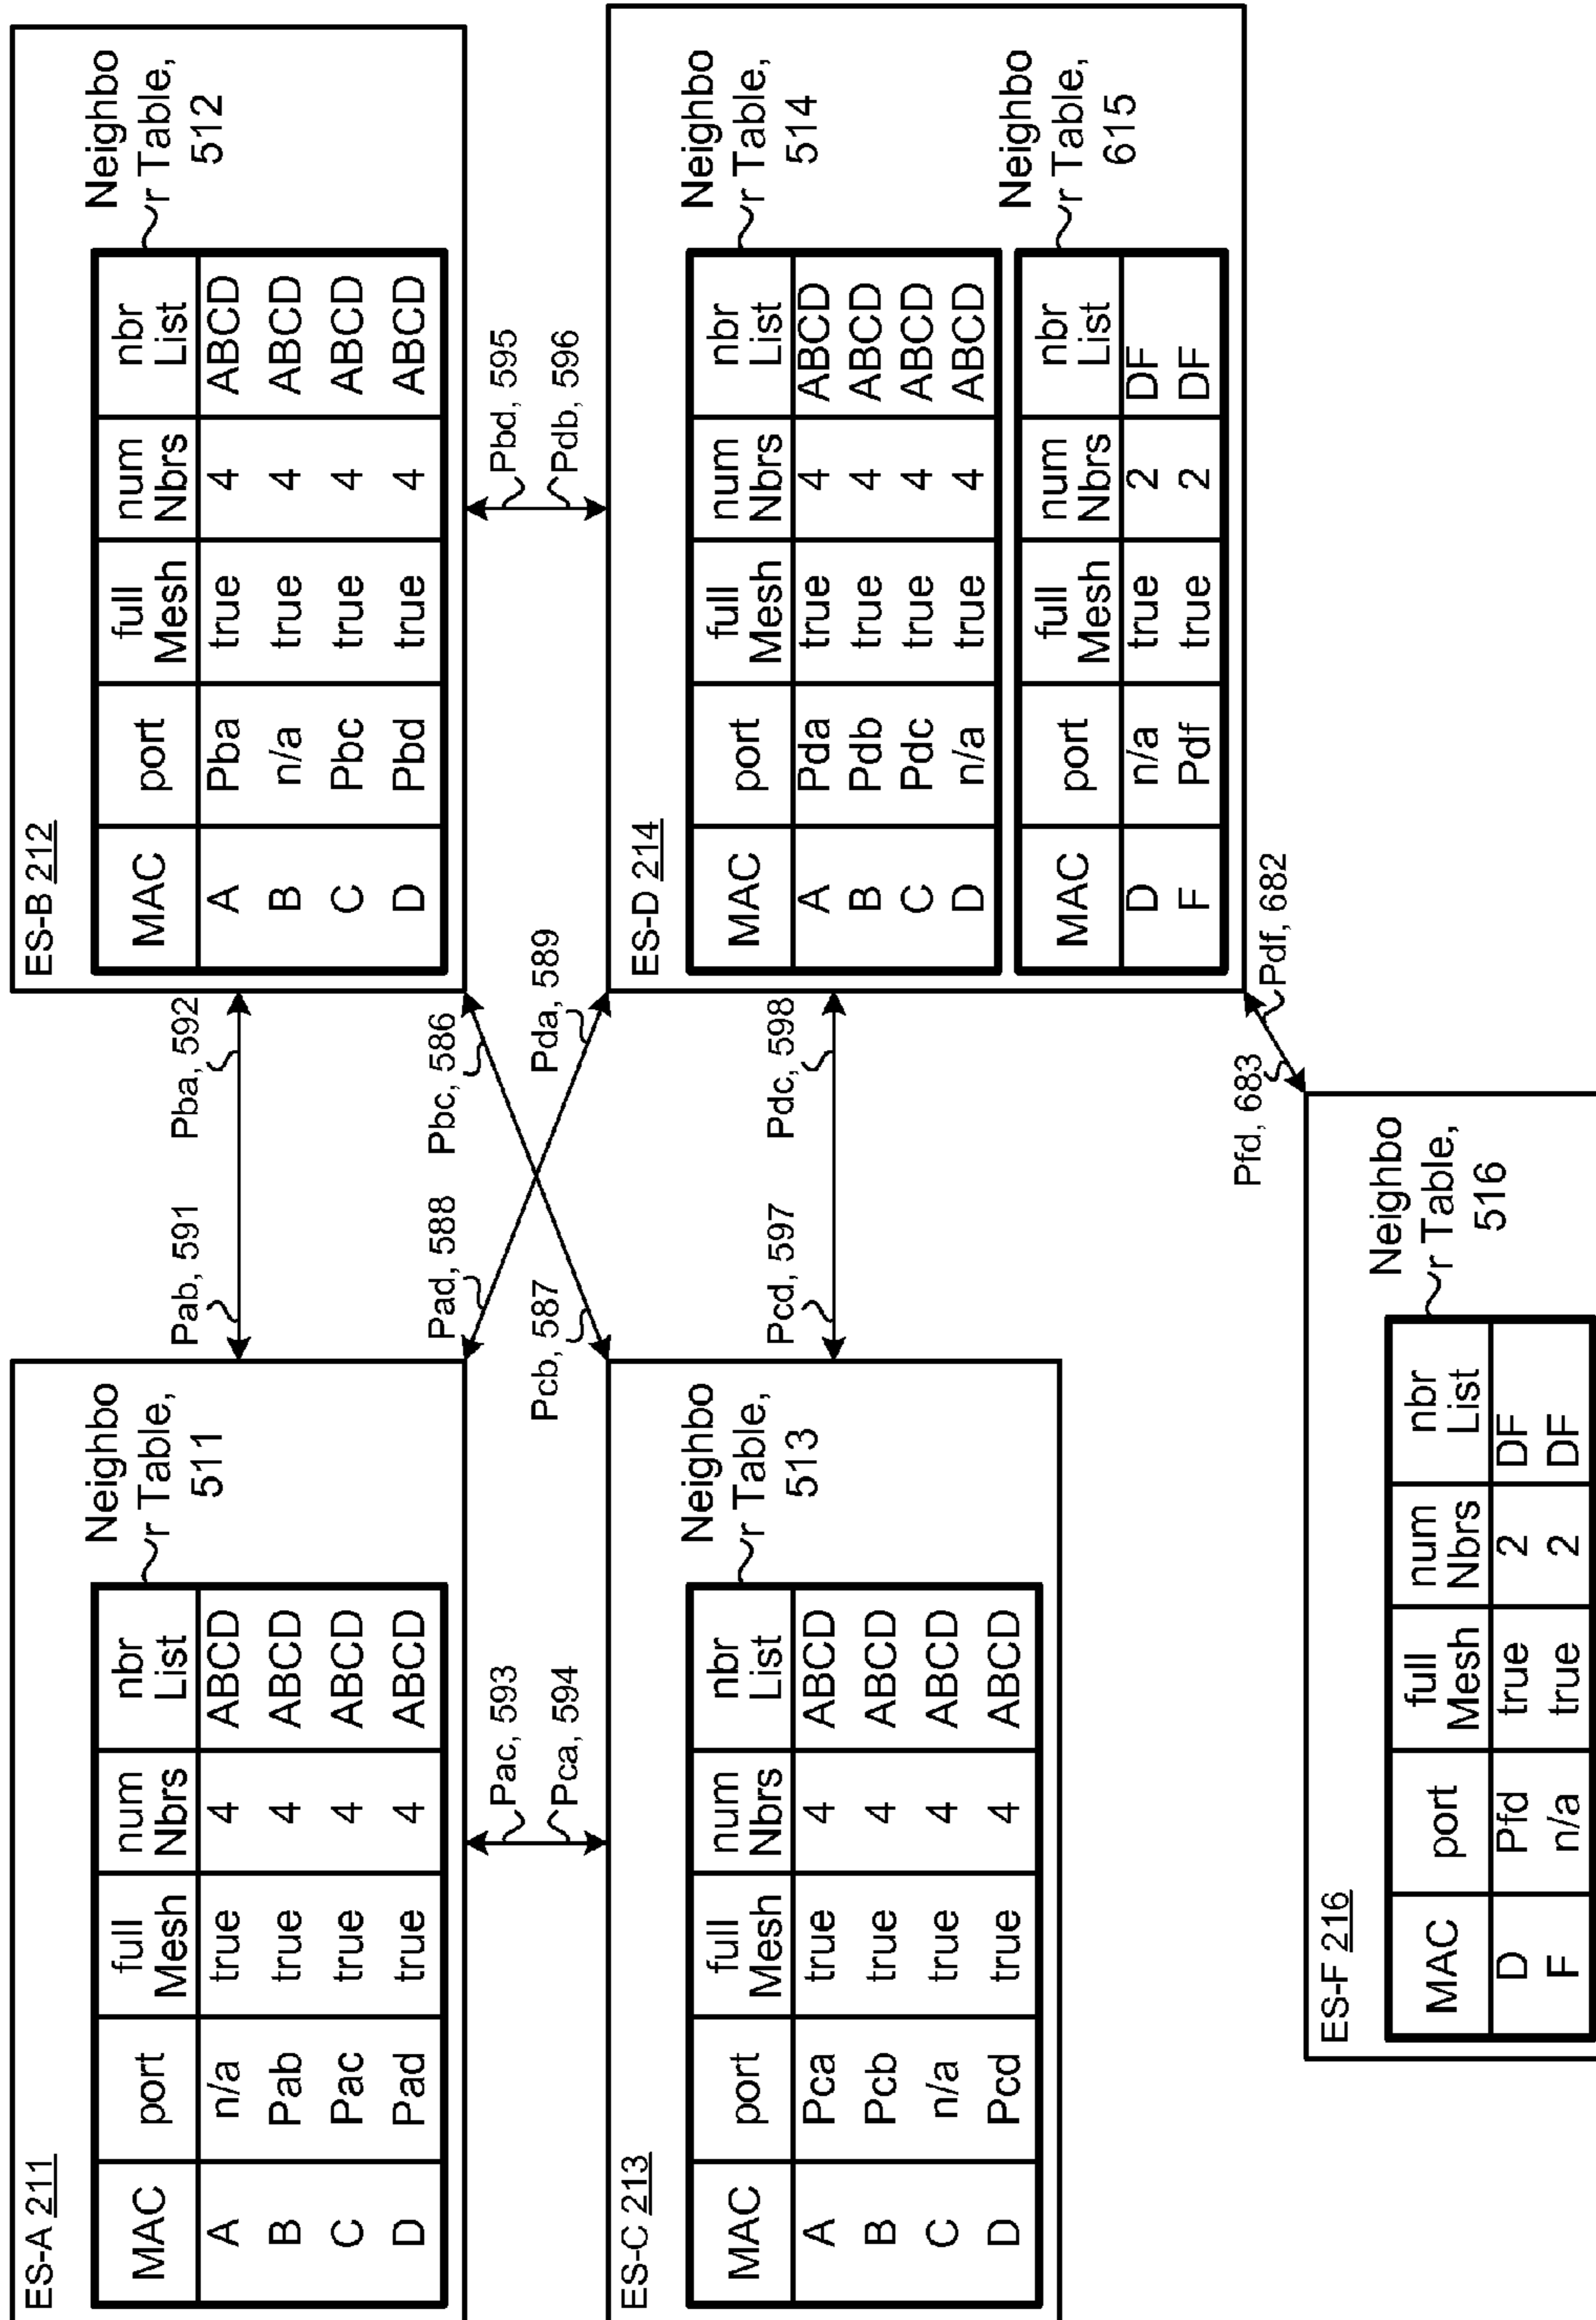 ES-A 211
MAC port full Mesh num Nbrs nbr List
A n/a true 4 ABCD
B Pab true 4 ABCD
C Pac true 4 ABCD
D Pad true 4 ABCD
Neighbo
r Table,
511
Pab, 591
Pba, 592
ES-B 212
MAC port full Mesh num Nbrs nbr List
A Pba true 4 ABCD
B n/a true 4 ABCD
C Pbc true 4 ABCD
D Pbd true 4 ABCD
Neighbo
r Table,
512
Pac, 593
Pca, 594
Pad, 588
Pbc, 586
Pcb, 587
Pda, 589
Pbd, 595
Pdb, 596
ES-C 213
MAC port full Mesh num Nbrs nbr List
A Pca true 4 ABCD
B Pcb true 4 ABCD
C n/a true 4 ABCD
D Pcd true 4 ABCD
Neighbo
r Table,
513
Pcd, 597
Pdc, 598
ES-D 214
MAC port full Mesh num Nbrs nbr List
A Pda true 4 ABCD
B Pdb true 4 ABCD
C Pdc true 4 ABCD
D n/a true 4 ABCD
Neighbo
r Table,
514
MAC port full Mesh num Nbrs nbr List
D n/a true 2 DF
F Pdf true 2 DF
Neighbo
r Table,
615
Pfd, 683
Pdf, 682
ES-F 216
MAC port full Mesh num Nbrs nbr List
D Pfd true 2 DF
F n/a true 2 DF
Neighbo
r Table,
516